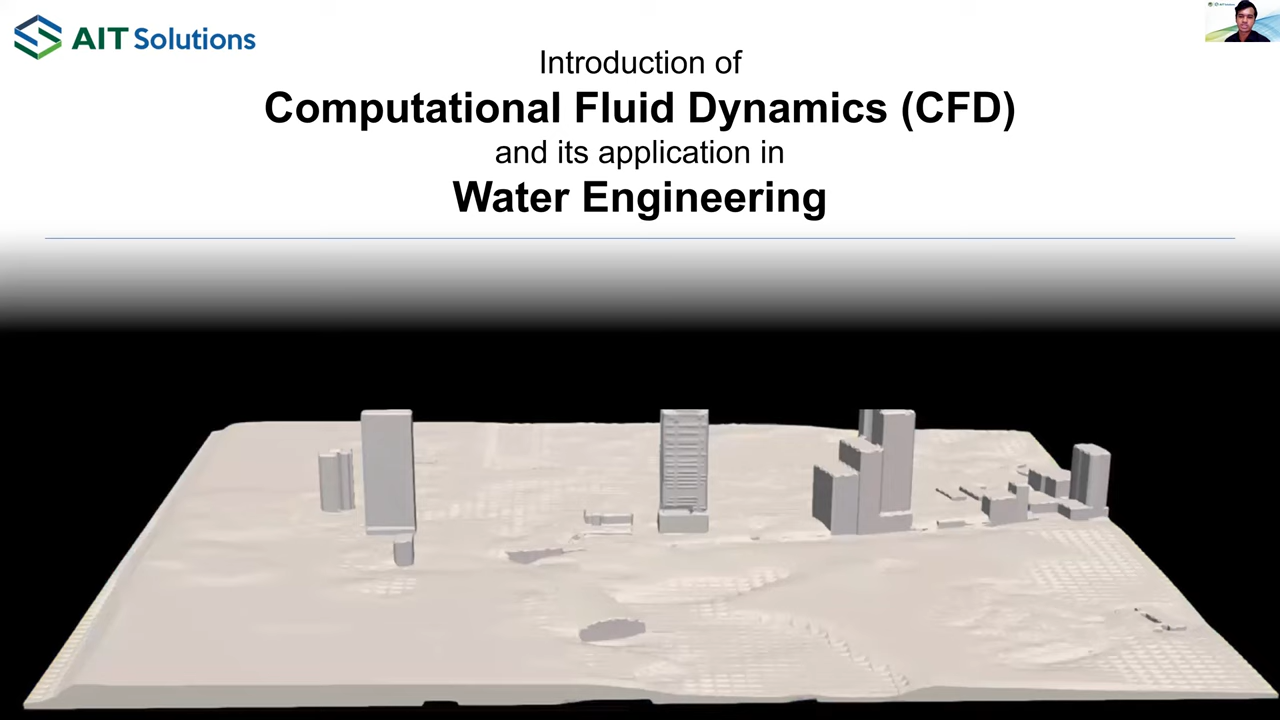 AIT Solutions
Introduction of
Computational Fluid Dynamics (CFD)
and its application in
Water Engineering